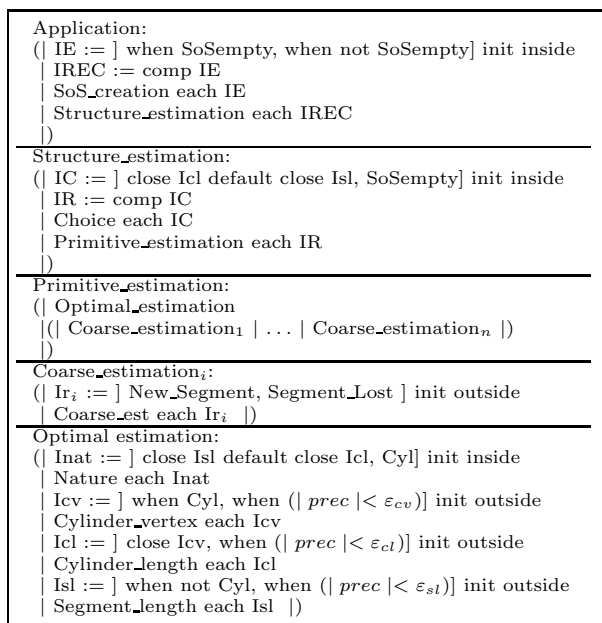 Application:
(| IE := ] when SoSempty, when not SoSempty] init inside
| IREC := comp IE
| SoS_creation each IE
| Structure_estimation each IREC
|)
Structure_estimation:
(| IC := ] close Icl default close Isl, SoSempty] init inside
| IR := comp IC
| Choice each IC
| Primitive_estimation each IR
|)
Primitive_estimation:
(| Optimal_estimation
|(| Coarse_estimation₁ | ... | Coarse_estimationₙ |)
|)
Coarse_estimationᵢ:
(| Irᵢ := ] New_Segment, Segment_Lost ] init outside
| Coarse_est each Irᵢ |)
Optimal estimation:
(| Inat := ] close Isl default close Icl, Cyl] init inside
| Nature each Inat
| Icv := ] when Cyl, when (| prec |< ε_cv)] init outside
| Cylinder_vertex each Icv
| Icl := ] close Icv, when (| prec |< ε_cl)] init outside
| Cylinder_length each Icl
| Isl := ] when not Cyl, when (| prec |< ε_sl)] init outside
| Segment_length each Isl |)